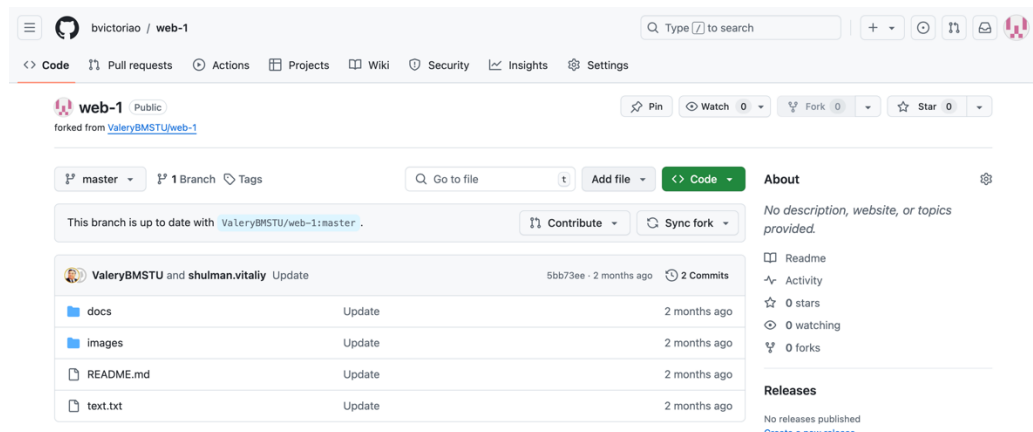 bvictoriao / web-1
Type / to search
Code Pull requests Actions Projects Wiki Security Insights Settings
web-1 Public
Pin Watch 0 Fork 0 Star 0
forked from ValeryBMSTU/web-1
master 1 Branch Tags
Go to file t
Add file Code
About
This branch is up to date with ValeryBMSTU/web-1:master.
Contribute Sync fork
No description, website, or topics
provided.
ValeryBMSTU and shulman.vitaliy Update 5bb73ee · 2 months ago 2 Commits
docs Update 2 months ago
images Update 2 months ago
README.md Update 2 months ago
text.txt Update 2 months ago
Readme
Activity
0 stars
0 watching
0 forks
Releases
No releases published
Create a new release